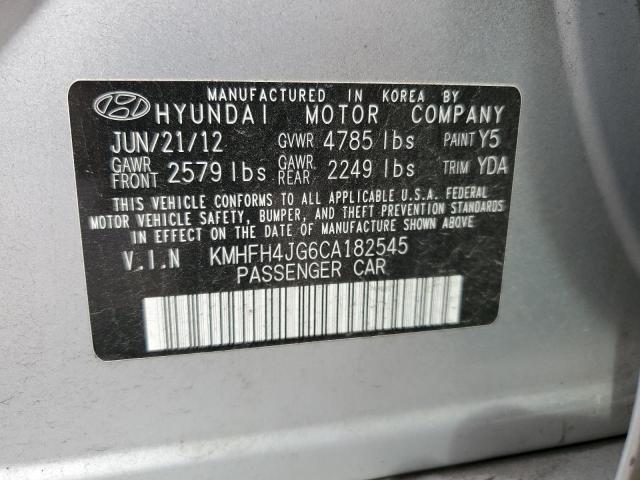 MANUFACTURED IN KOREA BY
HYUNDAI MOTOR COMPANY
JUN/21/12 GVWR 4785 lbs PAINT Y5
GAWR FRONT 2579 lbs GAWR. REAR 2249 lbs TRIM YDA
THIS VEHICLE CONFORMS TO ALL APPLICABLE U.S.A. FEDERAL
MOTOR VEHICLE SAFETY, BUMPER, AND THEFT PREVENTION STANDARDS
IN EFFECT ON THE DATE OF MANUFACTURE SHOWN ABOVE.
V.I.N KMHFH4JG6CA182545
PASSENGER CAR